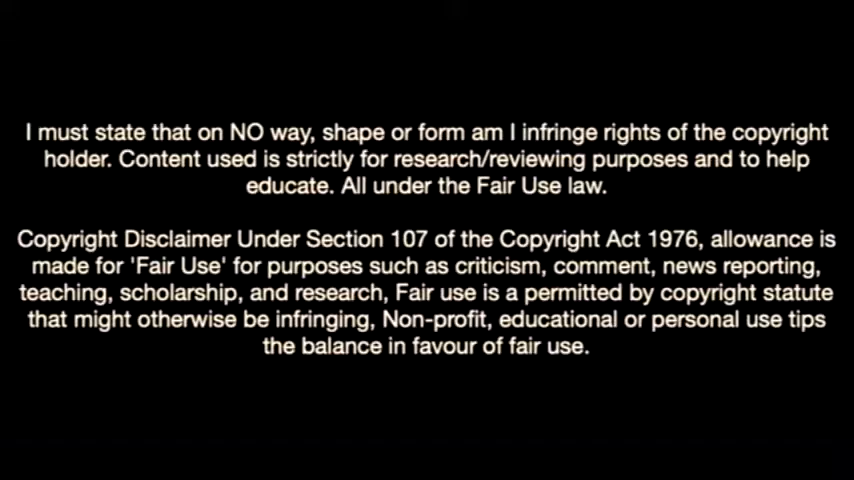 I must state that on NO way, shape or form am I infringe rights of the copyright
holder. Content used is strictly for research/reviewing purposes and to help
educate. All under the Fair Use law.
Copyright Disclaimer Under Section 107 of the Copyright Act 1976, allowance is
made for 'Fair Use' for purposes such as criticism, comment, news reporting,
teaching, scholarship, and research, Fair use is a permitted by copyright statute
that might otherwise be infringing, Non-profit, educational or personal use tips
the balance in favour of fair use.